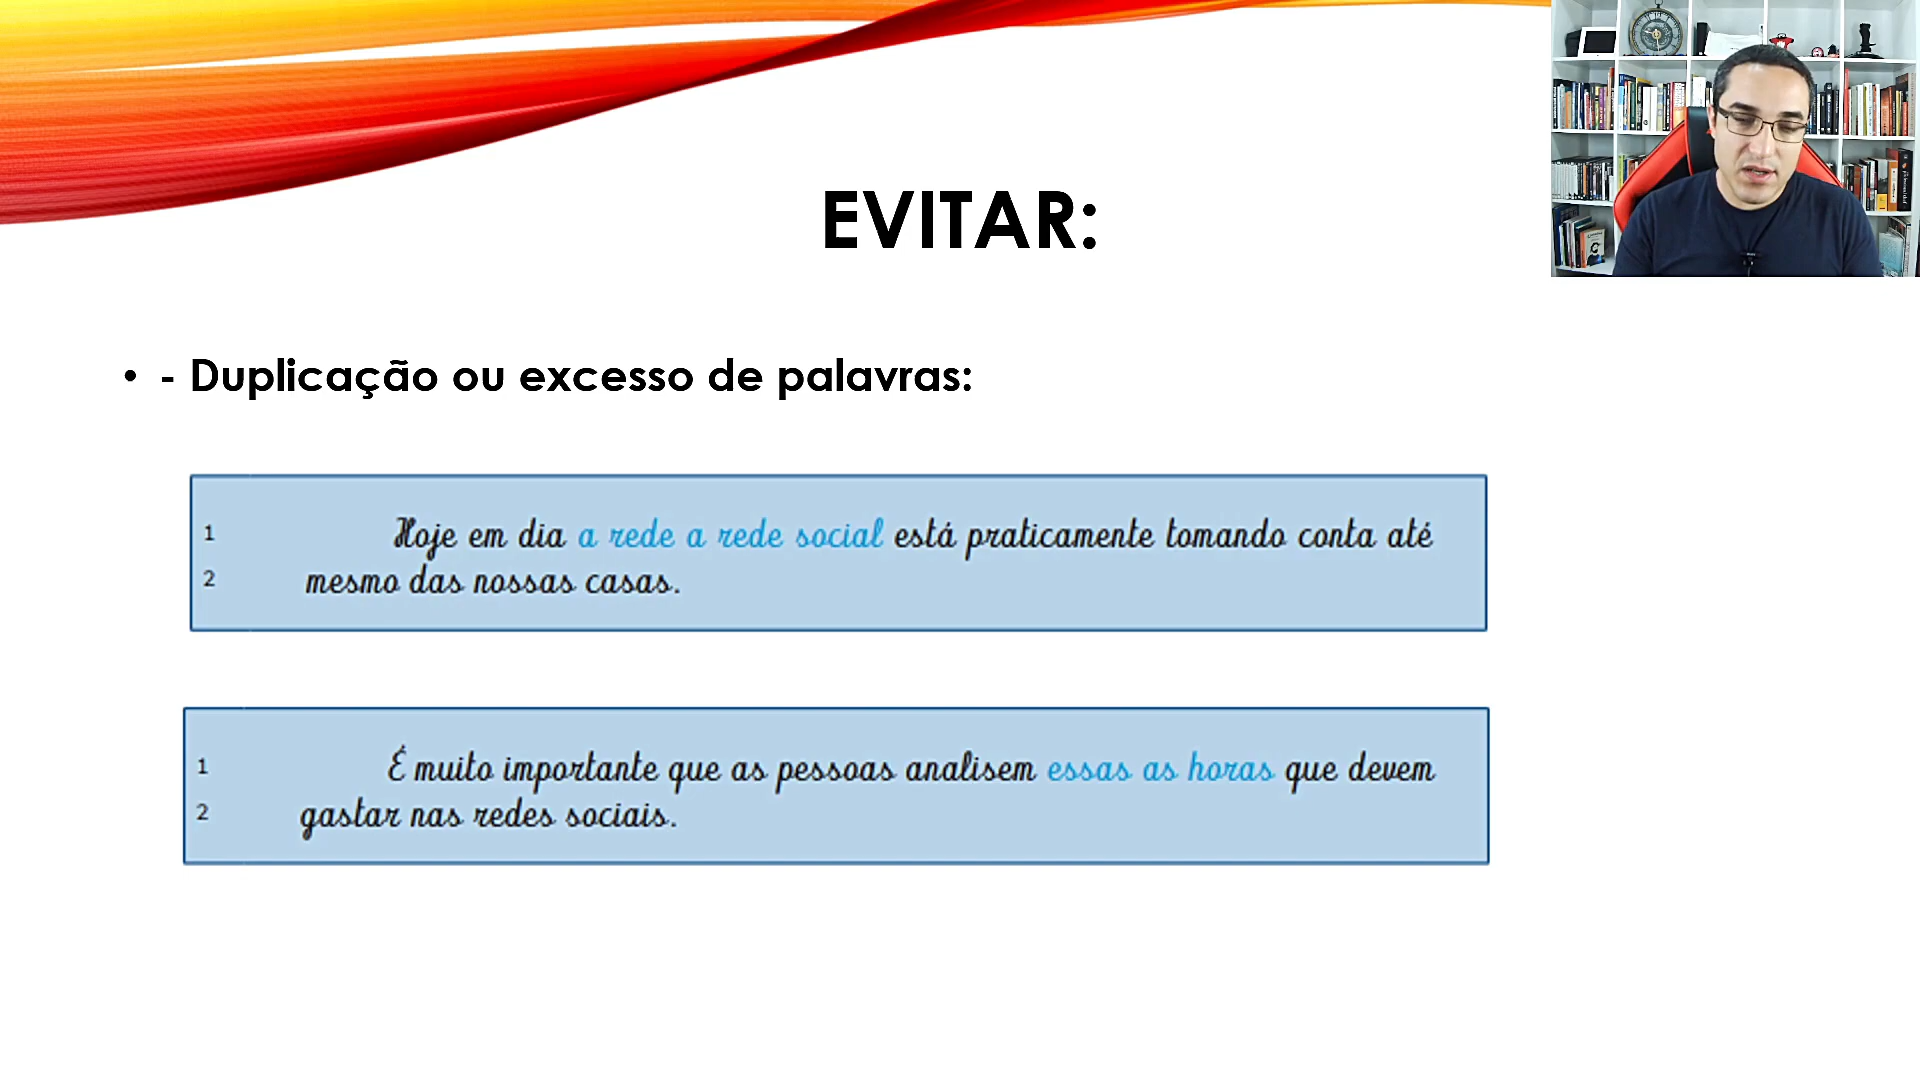 EVITAR:
• - Duplicação ou excesso de palavras:
1 Hoje em dia a rede a rede social está praticamente tomando conta até
2 mesmo das nossas casas.
1 É muito importante que as pessoas analisem essas as horas que devem
2 gastar nas redes sociais.